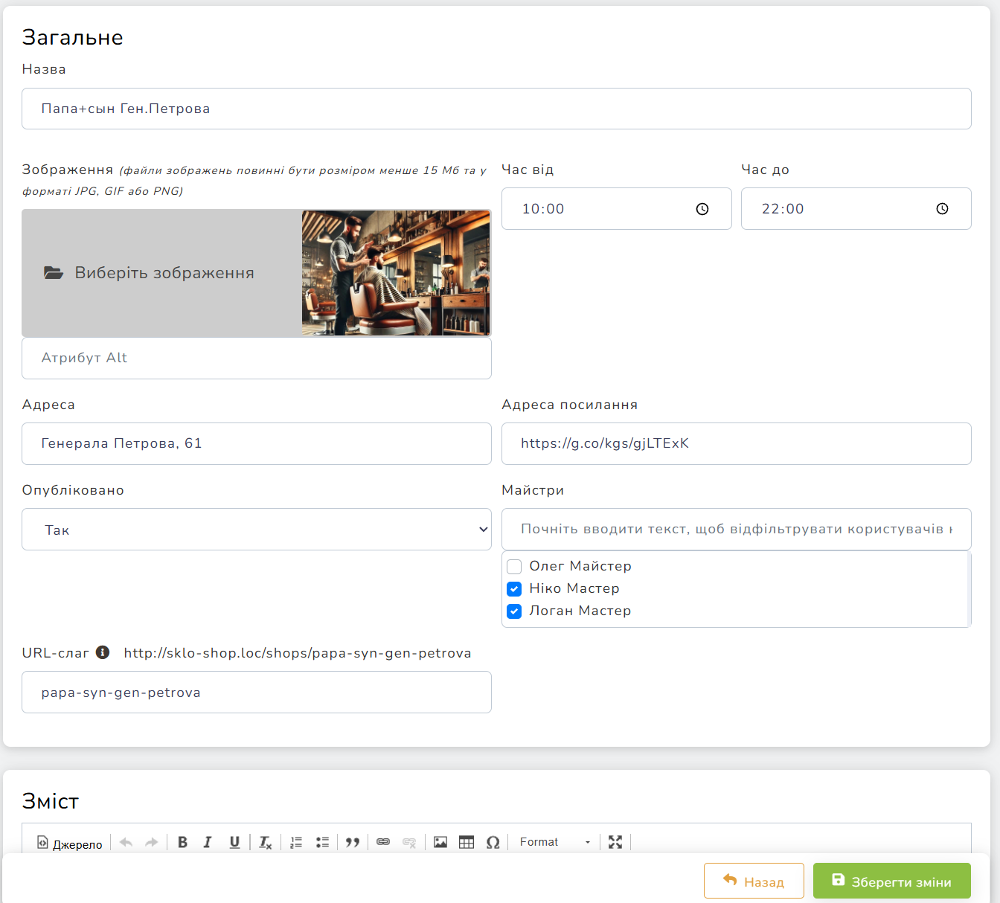 Загальне
Назва
Папа+сын Ген.Петрова
Зображення (файли зображень повинні бути розміром менше 15 Мб та у
форматі JPG, GIF або PNG)
Час від
Час до
10:00
22:00
Виберіть зображення
Атрибут Alt
Адреса
Адреса посилання
Генерала Петрова, 61
https://g.co/kgs/gjLTExK
Опубліковано
Майстри
Так
Почніть вводити текст, щоб відфільтрувати користувачів
Олег Майстер
Ніко Мастер
Логан Мастер
URL-слаг http://sklo-shop.loc/shops/papa-syn-gen-petrova
papa-syn-gen-petrova
Зміст
Джерело
Format
Назад
Зберегти зміни